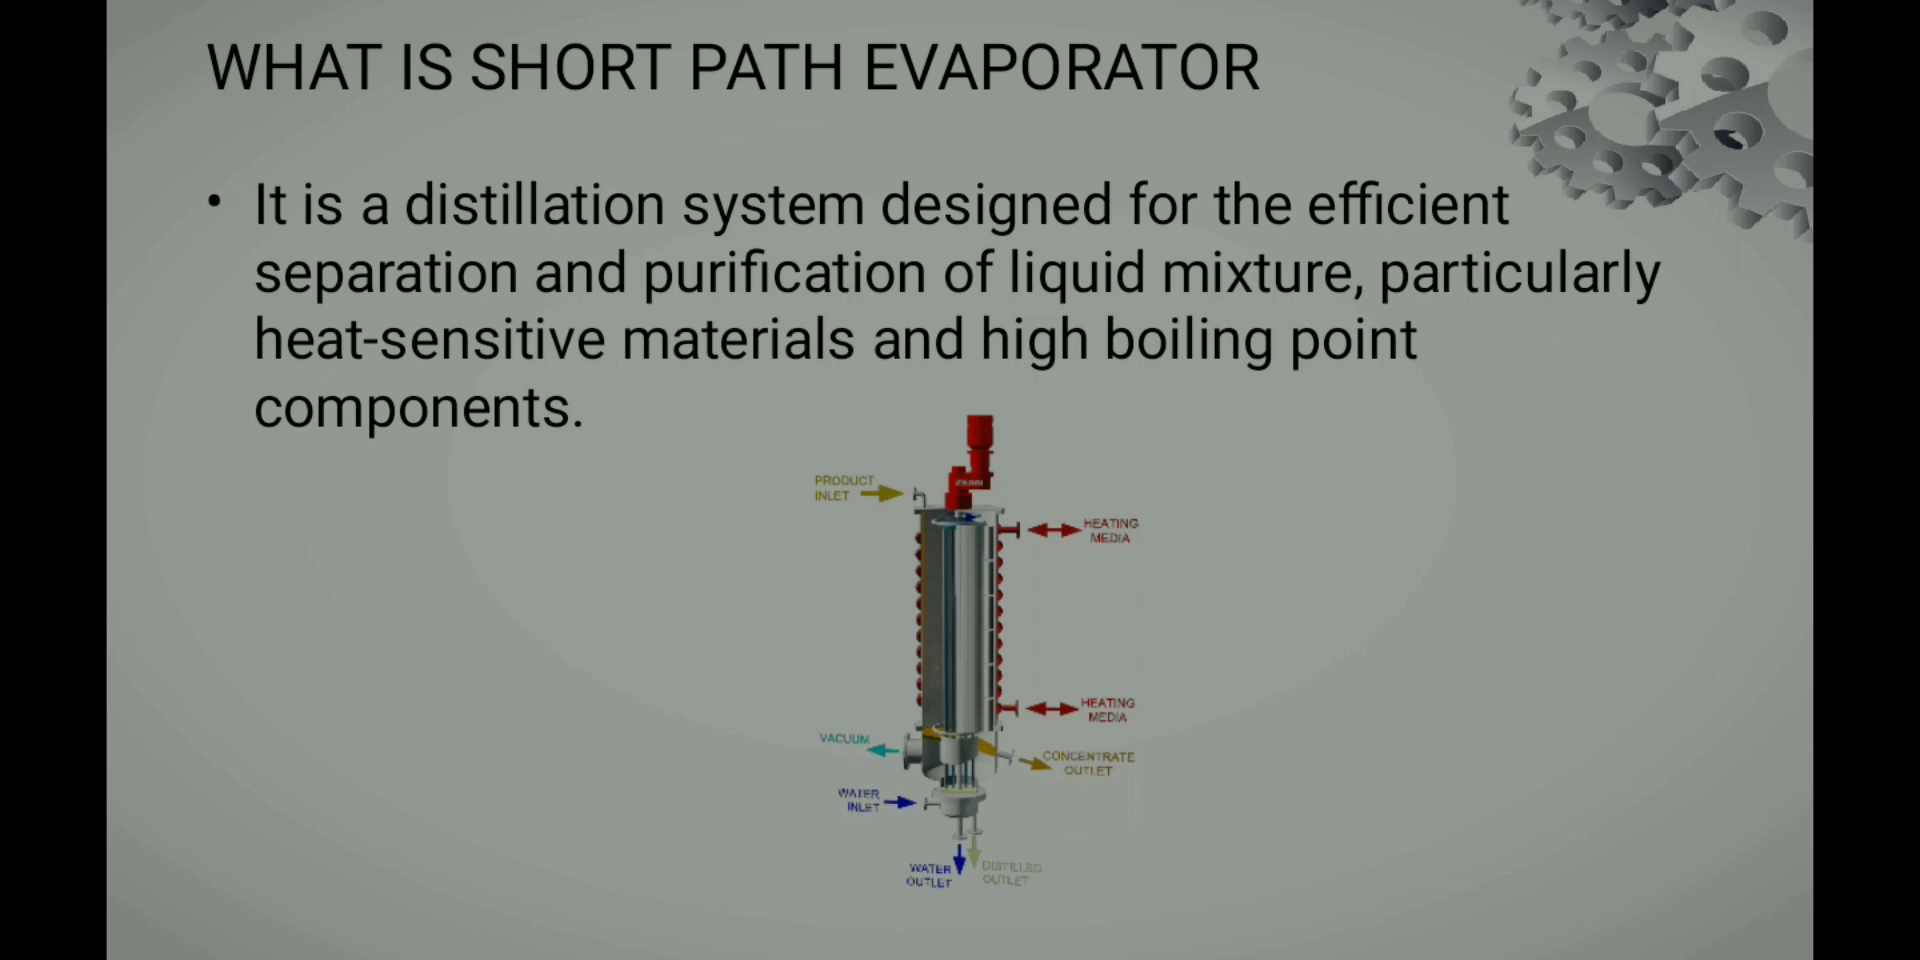 WHAT IS SHORT PATH EVAPORATOR
• It is a distillation system designed for the efficient
separation and purification of liquid mixture, particularly
heat-sensitive materials and high boiling point
components.
PRODUCT
INLET
HEATING
MEDIA
HEATING
MEDIA
VACUUM
CONCENTRATE
OUTLET
WATER
INLET
WATER
OUTLET
DISTILLED
OUTLET